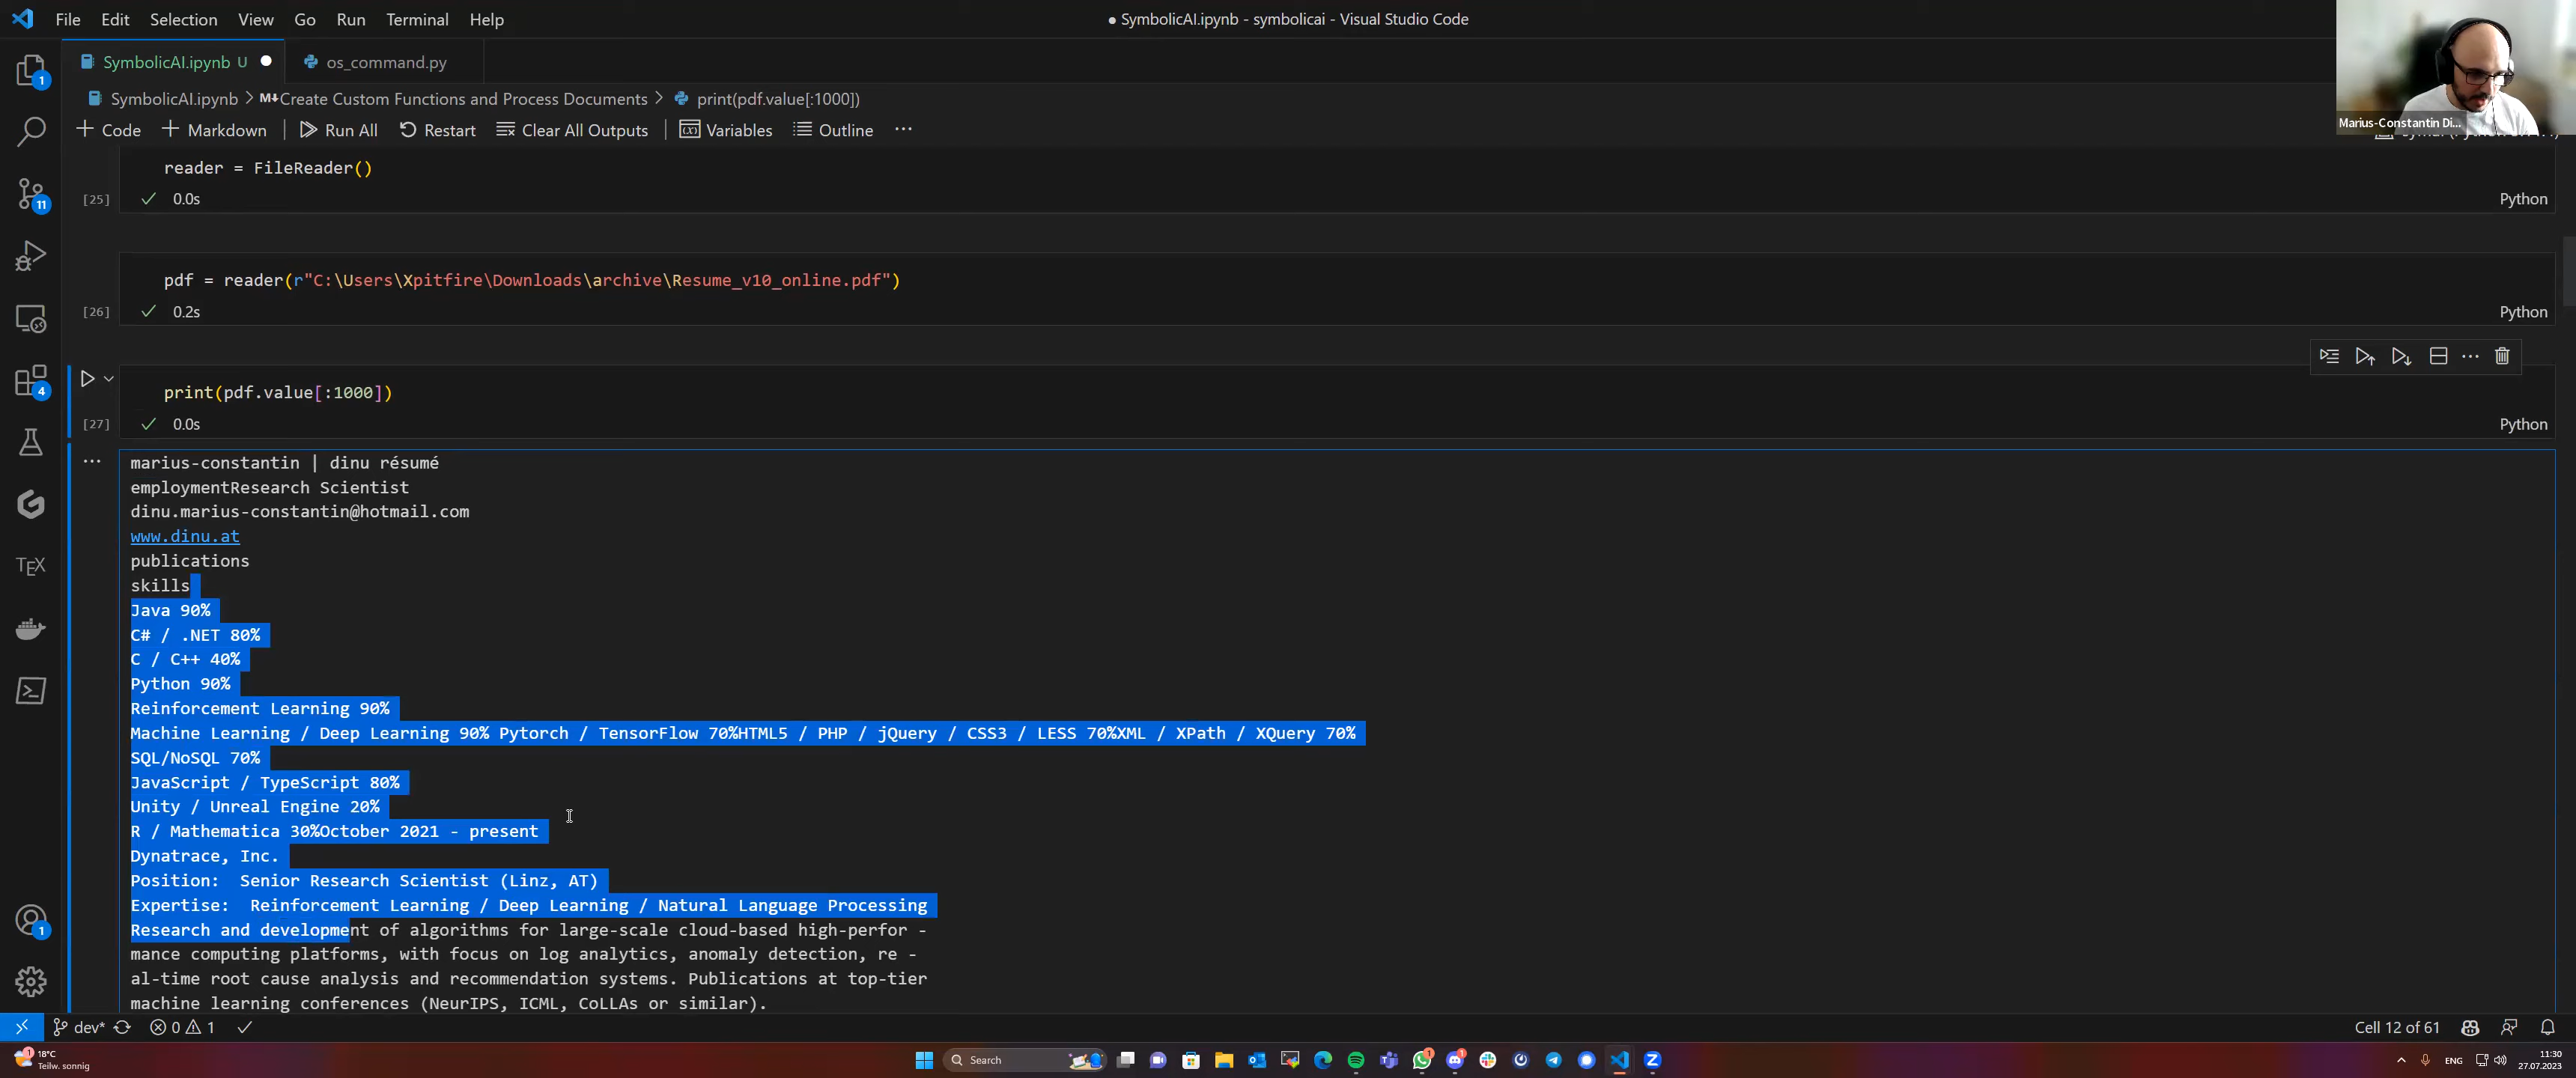 File Edit Selection View Go Run Terminal Help
● SymbolicAI.ipynb - symbolicai - Visual Studio Code
SymbolicAI.ipynb U ●
os_command.py
SymbolicAI.ipynb > M↓Create Custom Functions and Process Documents > print(pdf.value[:1000])
Marius-Constantin Di...
+ Code + Markdown | Run All Restart Clear All Outputs | Variables Outline ...
reader = FileReader()
[25] ✓ 0.0s Python
pdf = reader(r"C:\Users\Xpitfire\Downloads\archive\Resume_v10_online.pdf")
[26] ✓ 0.2s Python
print(pdf.value[:1000])
[27] ✓ 0.0s Python
marius-constantin | dinu résumé
employmentResearch Scientist
dinu.marius-constantin@hotmail.com
www.dinu.at
publications
skills
Java 90%
C# / .NET 80%
C / C++ 40%
Python 90%
Reinforcement Learning 90%
Machine Learning / Deep Learning 90% Pytorch / TensorFlow 70%HTML5 / PHP / jQuery / CSS3 / LESS 70%XML / XPath / XQuery 70%
SQL/NoSQL 70%
JavaScript / TypeScript 80%
Unity / Unreal Engine 20%
R / Mathematica 30%October 2021 - present
Dynatrace, Inc.
Position:  Senior Research Scientist (Linz, AT)
Expertise:  Reinforcement Learning / Deep Learning / Natural Language Processing
Research and development of algorithms for large-scale cloud-based high-perfor -
mance computing platforms, with focus on log analytics, anomaly detection, re -
al-time root cause analysis and recommendation systems. Publications at top-tier
machine learning conferences (NeurIPS, ICML, CoLLAs or similar).
1
11
4
TEX
1
dev* 0 1
Cell 12 of 61
1 18°C
Teilw. sonnig
Search
1
1
ENG
11:30
27.07.2023